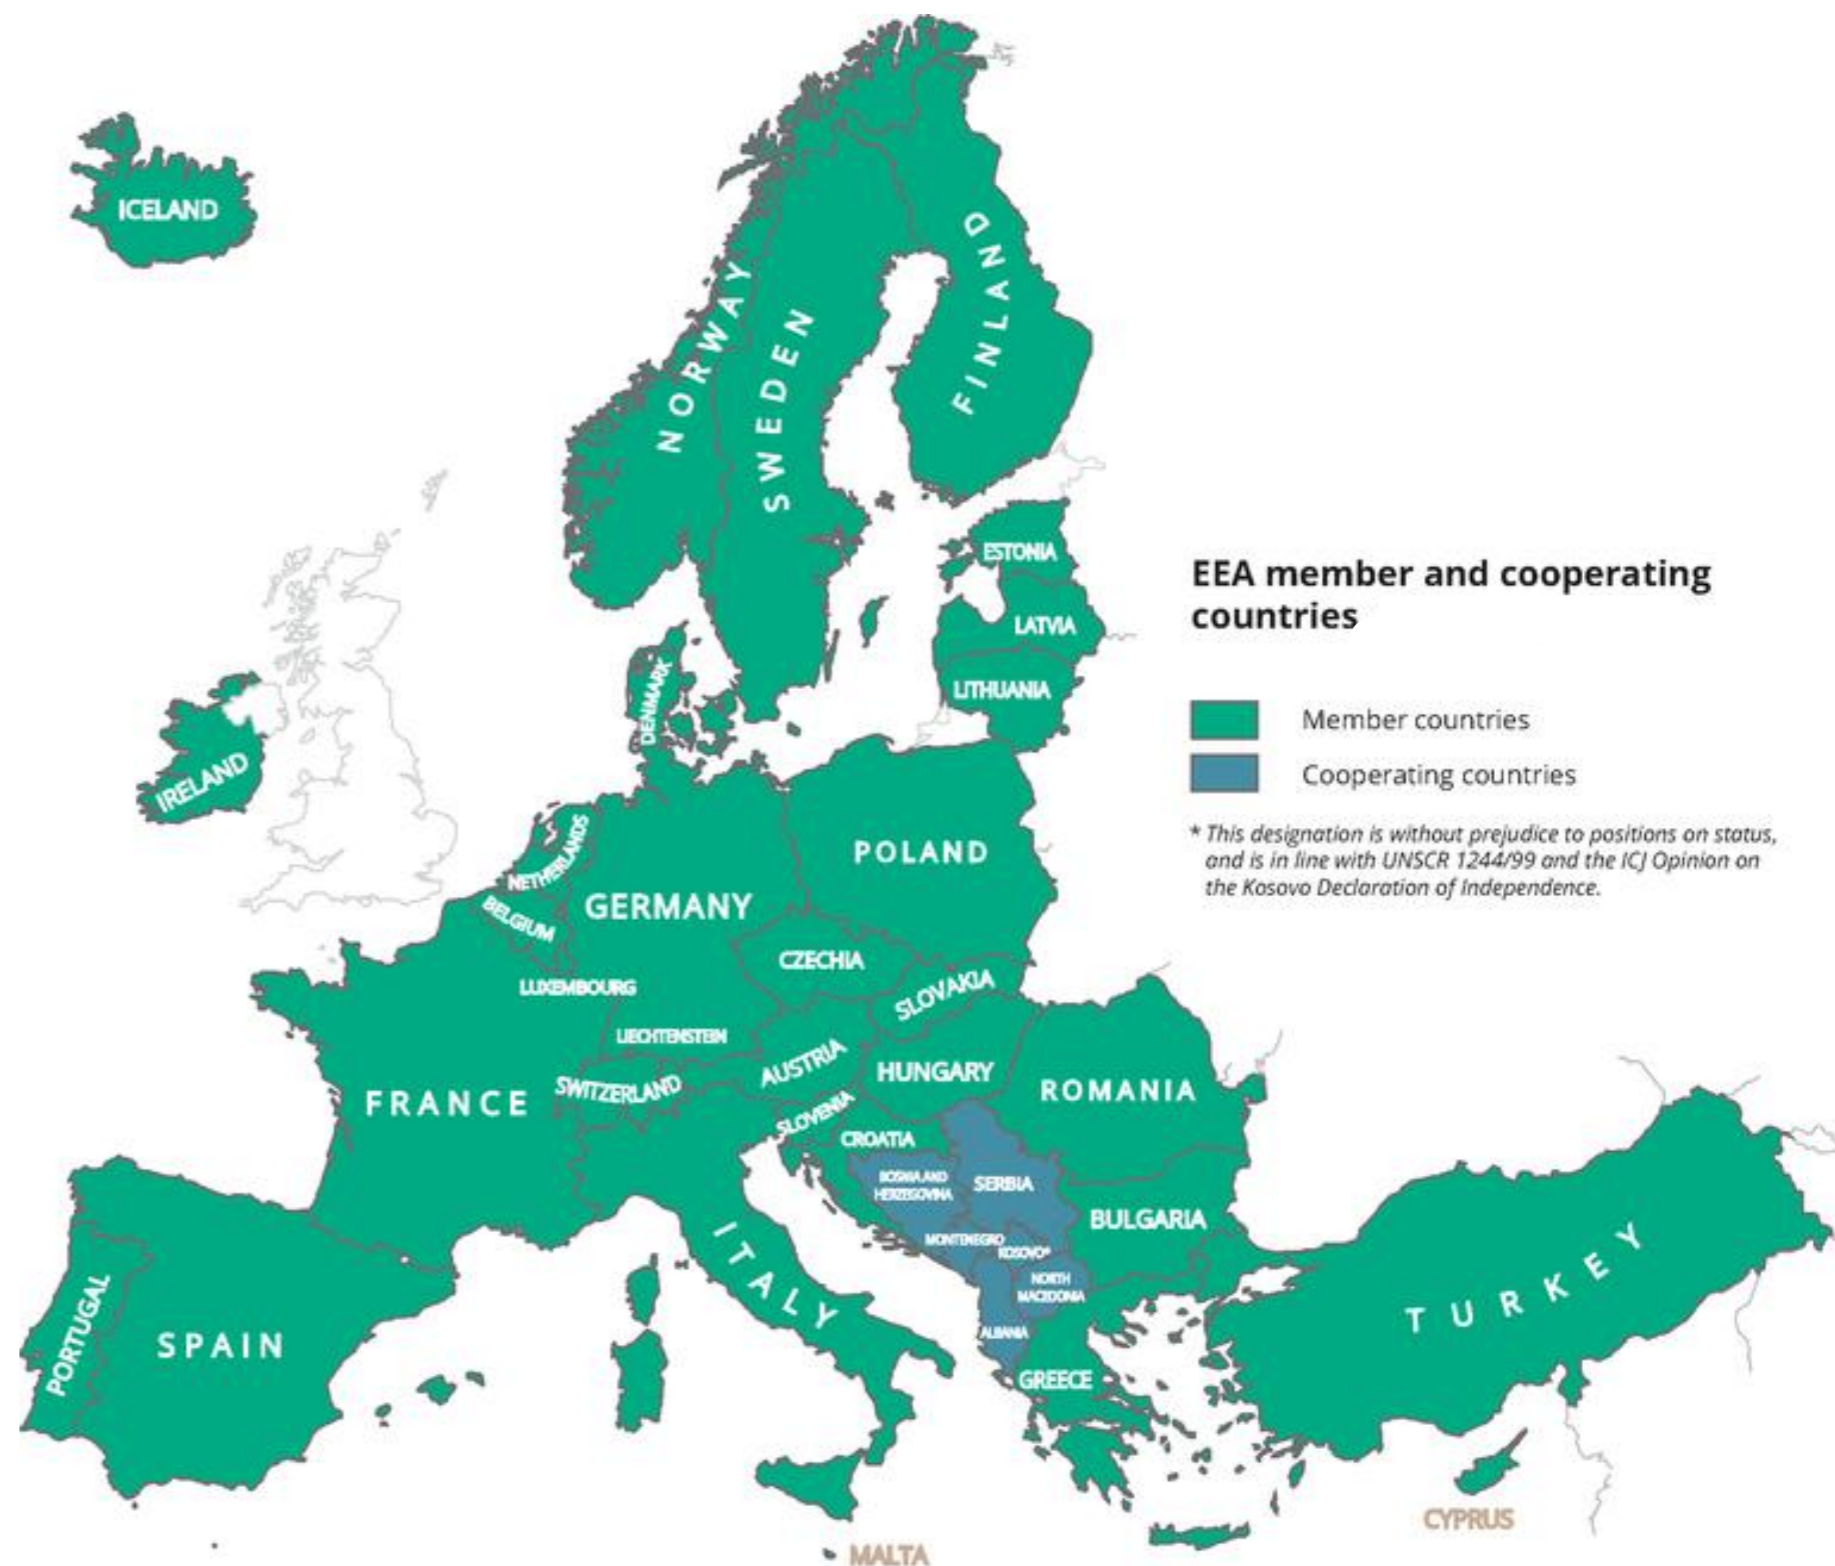 ICELAND
NORWAY
SWEDEN
FINLAND
ESTONIA
LATVIA
LITHUANIA
EEA member and cooperating
countries
Member countries
Cooperating countries
* This designation is without prejudice to positions on status,
and is in line with UNSCR 1244/99 and the ICJ Opinion on
the Kosovo Declaration of Independence.
DENMARK
IRELAND
NETHERLANDS
BELGIUM
GERMANY
POLAND
CZECHIA
SLOVAKIA
LUXEMBOURG
LIECHTENSTEIN
AUSTRIA
HUNGARY
ROMANIA
FRANCE
SWITZERLAND
SLOVENIA
CROATIA
BOSNIA AND
HERZEGOVINA
SERBIA
BULGARIA
MONTENEGRO
KOSOVO*
NORTH
MACEDONIA
ALBANIA
ITALY
PORTUGAL
SPAIN
GREECE
TURKEY
CYPRUS
MALTA